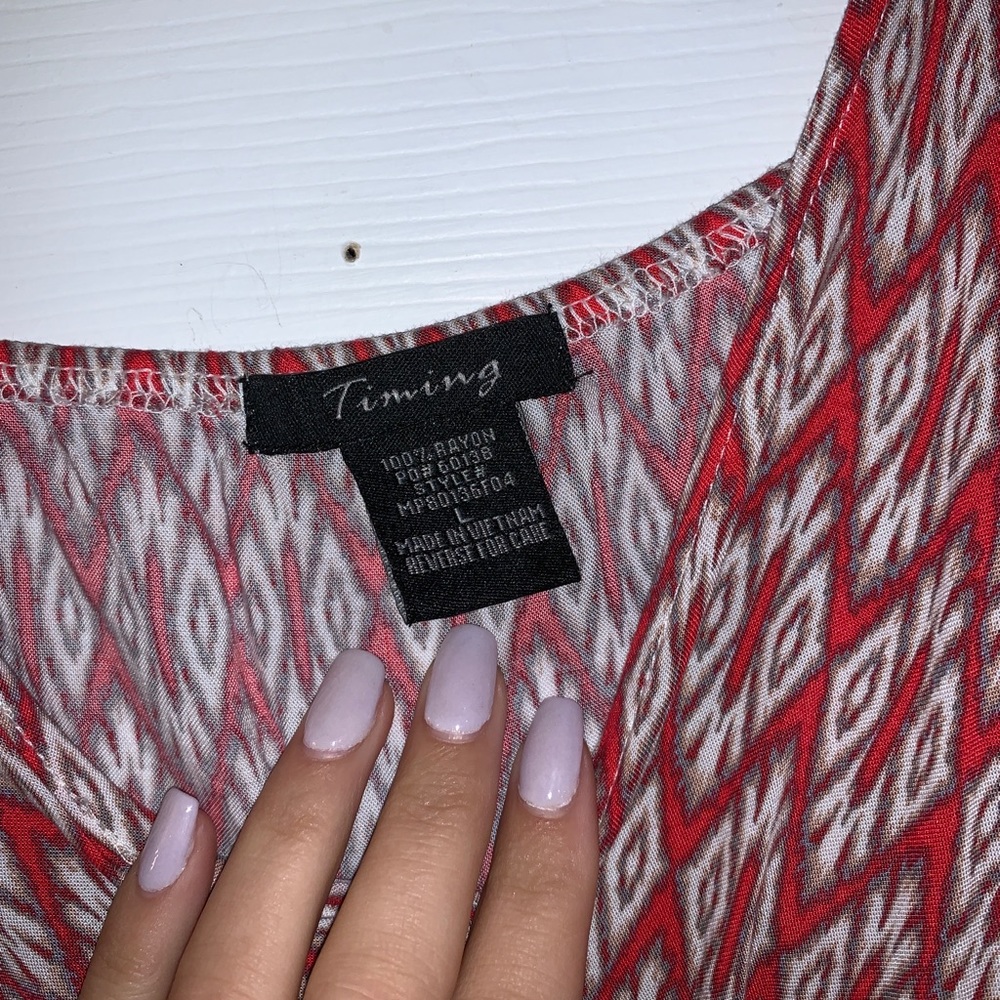 Timing
100% RAYON
PO# 60138
STYLE#
MP80136F04
L
MADE IN VIETNAM
REVERSE FOR CARE